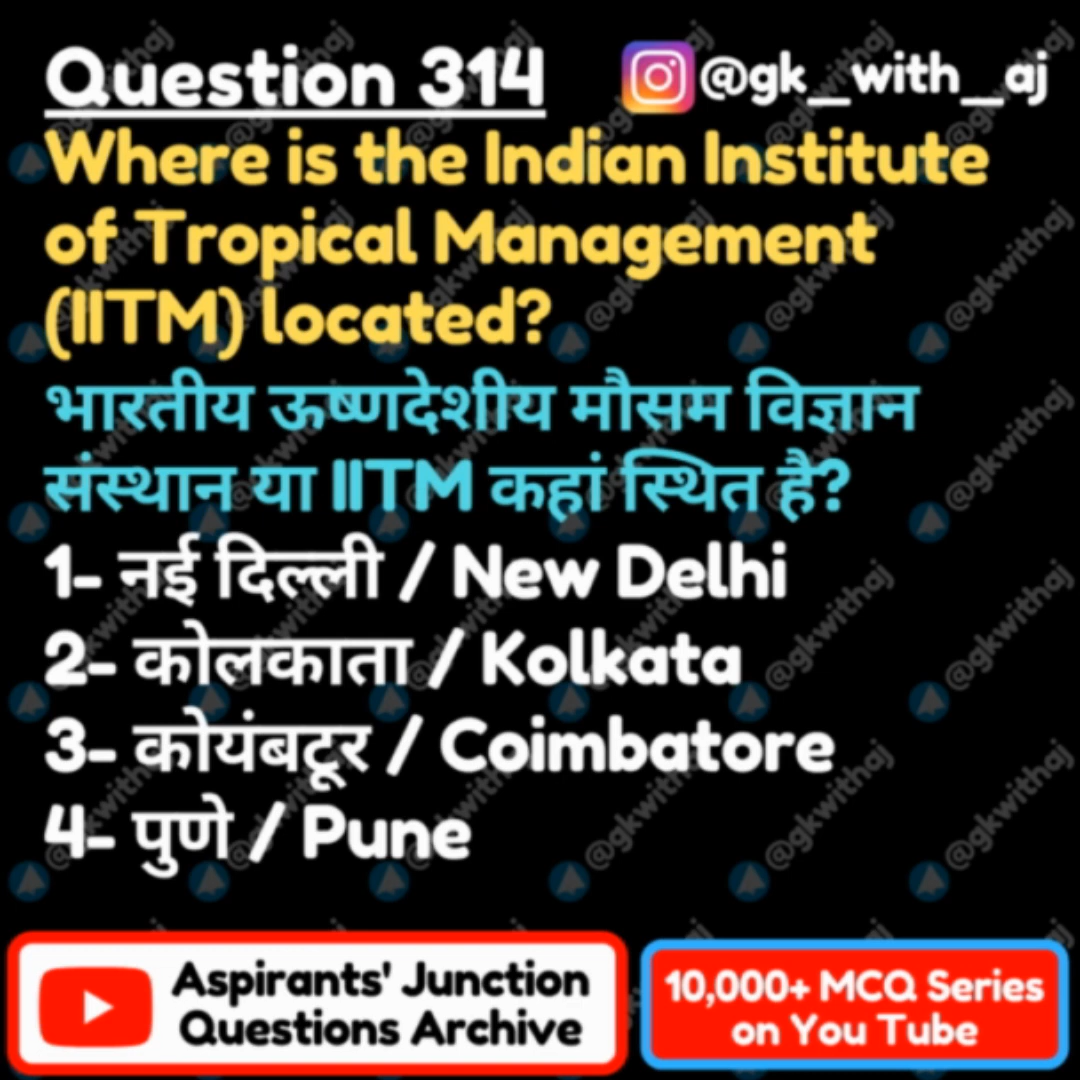 Question 314 @gk_with_aj
Where is the Indian Institute
of Tropical Management
(IITM) located?
भारतीय ऊष्णदेशीय मौसम विज्ञान
संस्थान या IITM कहां स्थित है?
1- नई दिल्ली / New Delhi
2- कोलकाता / Kolkata
3- कोयंबटूर / Coimbatore
4- पुणे / Pune
Aspirants' Junction
Questions Archive
10,000+ MCQ Series
on You Tube
@gkwithaj